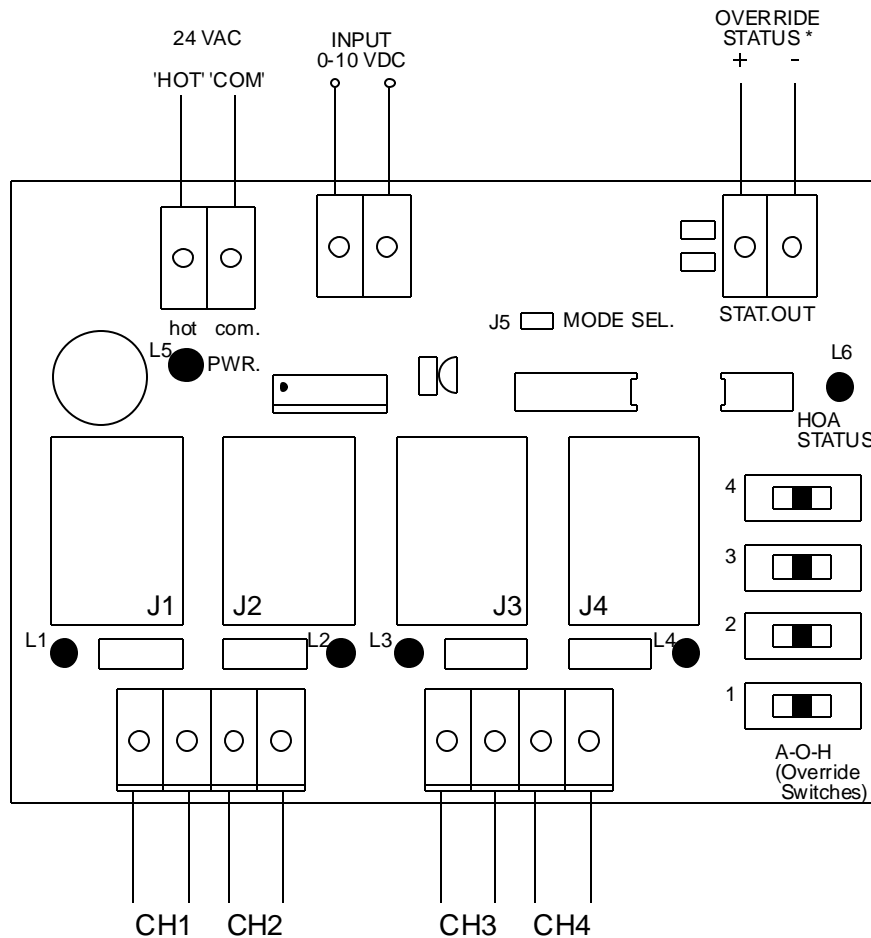 24 VAC
'HOT' 'COM'
INPUT
0-10 VDC
OVERRIDE
STATUS *
+ -
hot com.
L5
PWR.
J5 MODE SEL.
STAT.OUT
L6
HOA
STATUS
4
3
2
1
J1
J2
J3
J4
L1
L2
L3
L4
A-O-H
(Override
Switches)
CH1 CH2
CH3 CH4